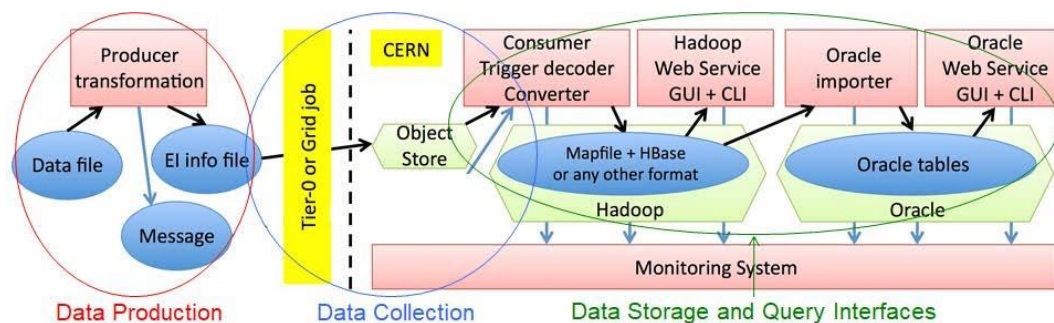 Producer
transformation
Data file
EI info file
Message
Tier-0 or Grid job
CERN
Object
Store
Consumer
Trigger decoder
Converter
Hadoop
Web Service
GUI + CLI
Oracle
importer
Oracle
Web Service
GUI + CLI
Mapfile + HBase
or any other format
Hadoop
Oracle tables
Oracle
Monitoring System
Data Production
Data Collection
Data Storage and Query Interfaces